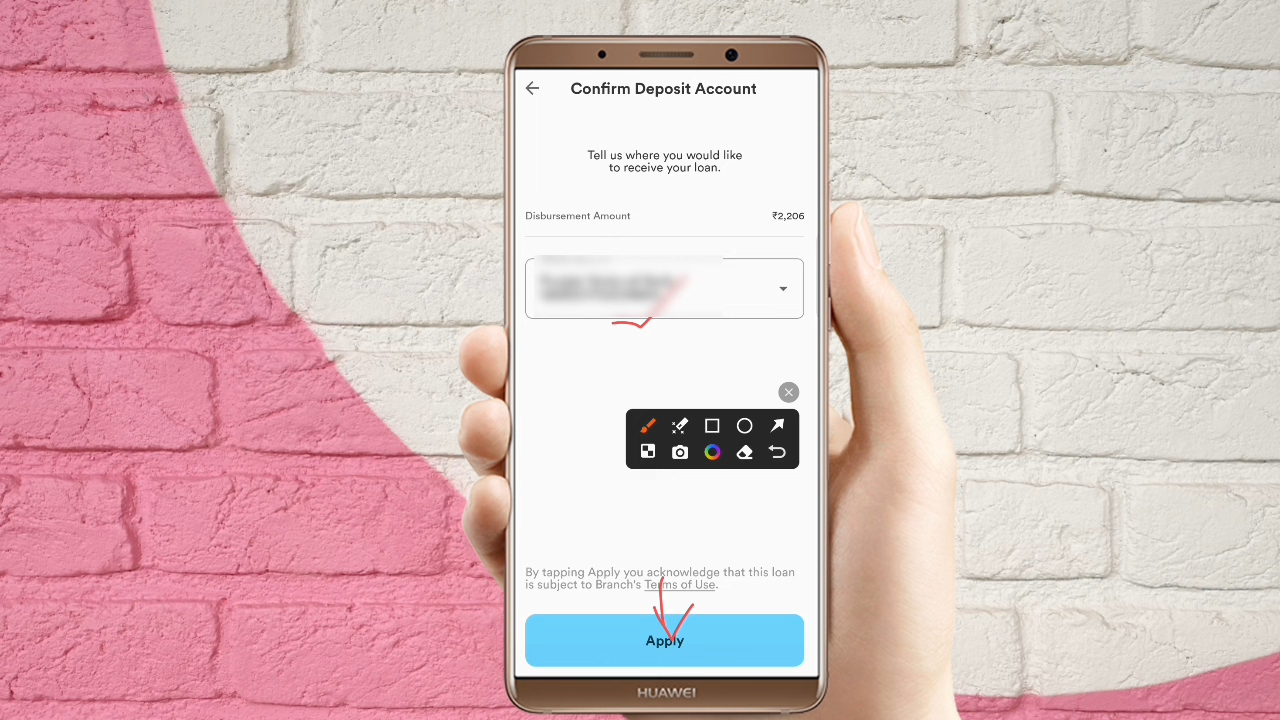 Confirm Deposit Account
Tell us where you would like
to receive your loan.
Disbursement Amount ₹2,206
By tapping Apply you acknowledge that this loan
is subject to Branch's Terms of Use.
Apply
HUAWEI